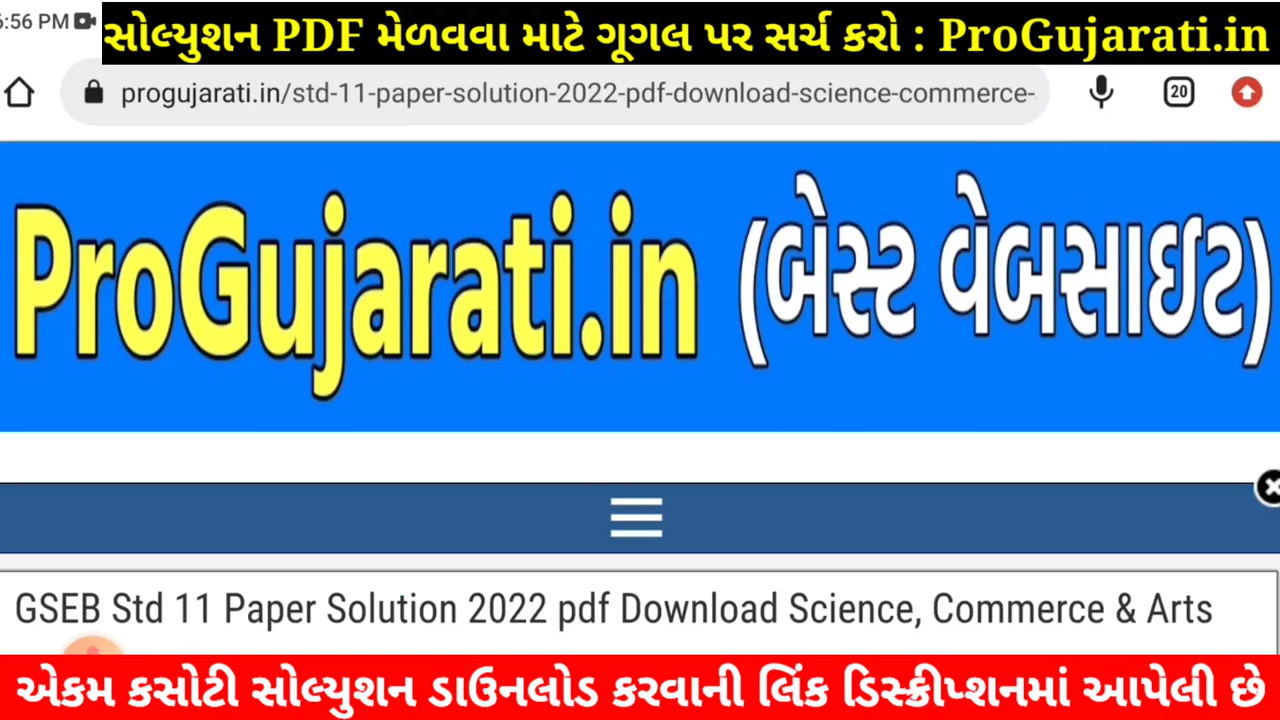 6:56 PM
સોલ્યુશન PDF મેળવવા માટે ગૂગલ પર સર્ચ કરો : ProGujarati.in
progujarati.in/std-11-paper-solution-2022-pdf-download-science-commerce-
20
ProGujarati.in (બેસ્ટ વેબસાઈટ)
GSEB Std 11 Paper Solution 2022 pdf Download Science, Commerce & Arts
એકમ કસોટી સોલ્યુશન ડાઉનલોડ કરવાની લિંક ડિસ્ક્રીપ્શનમાં આપેલી છે